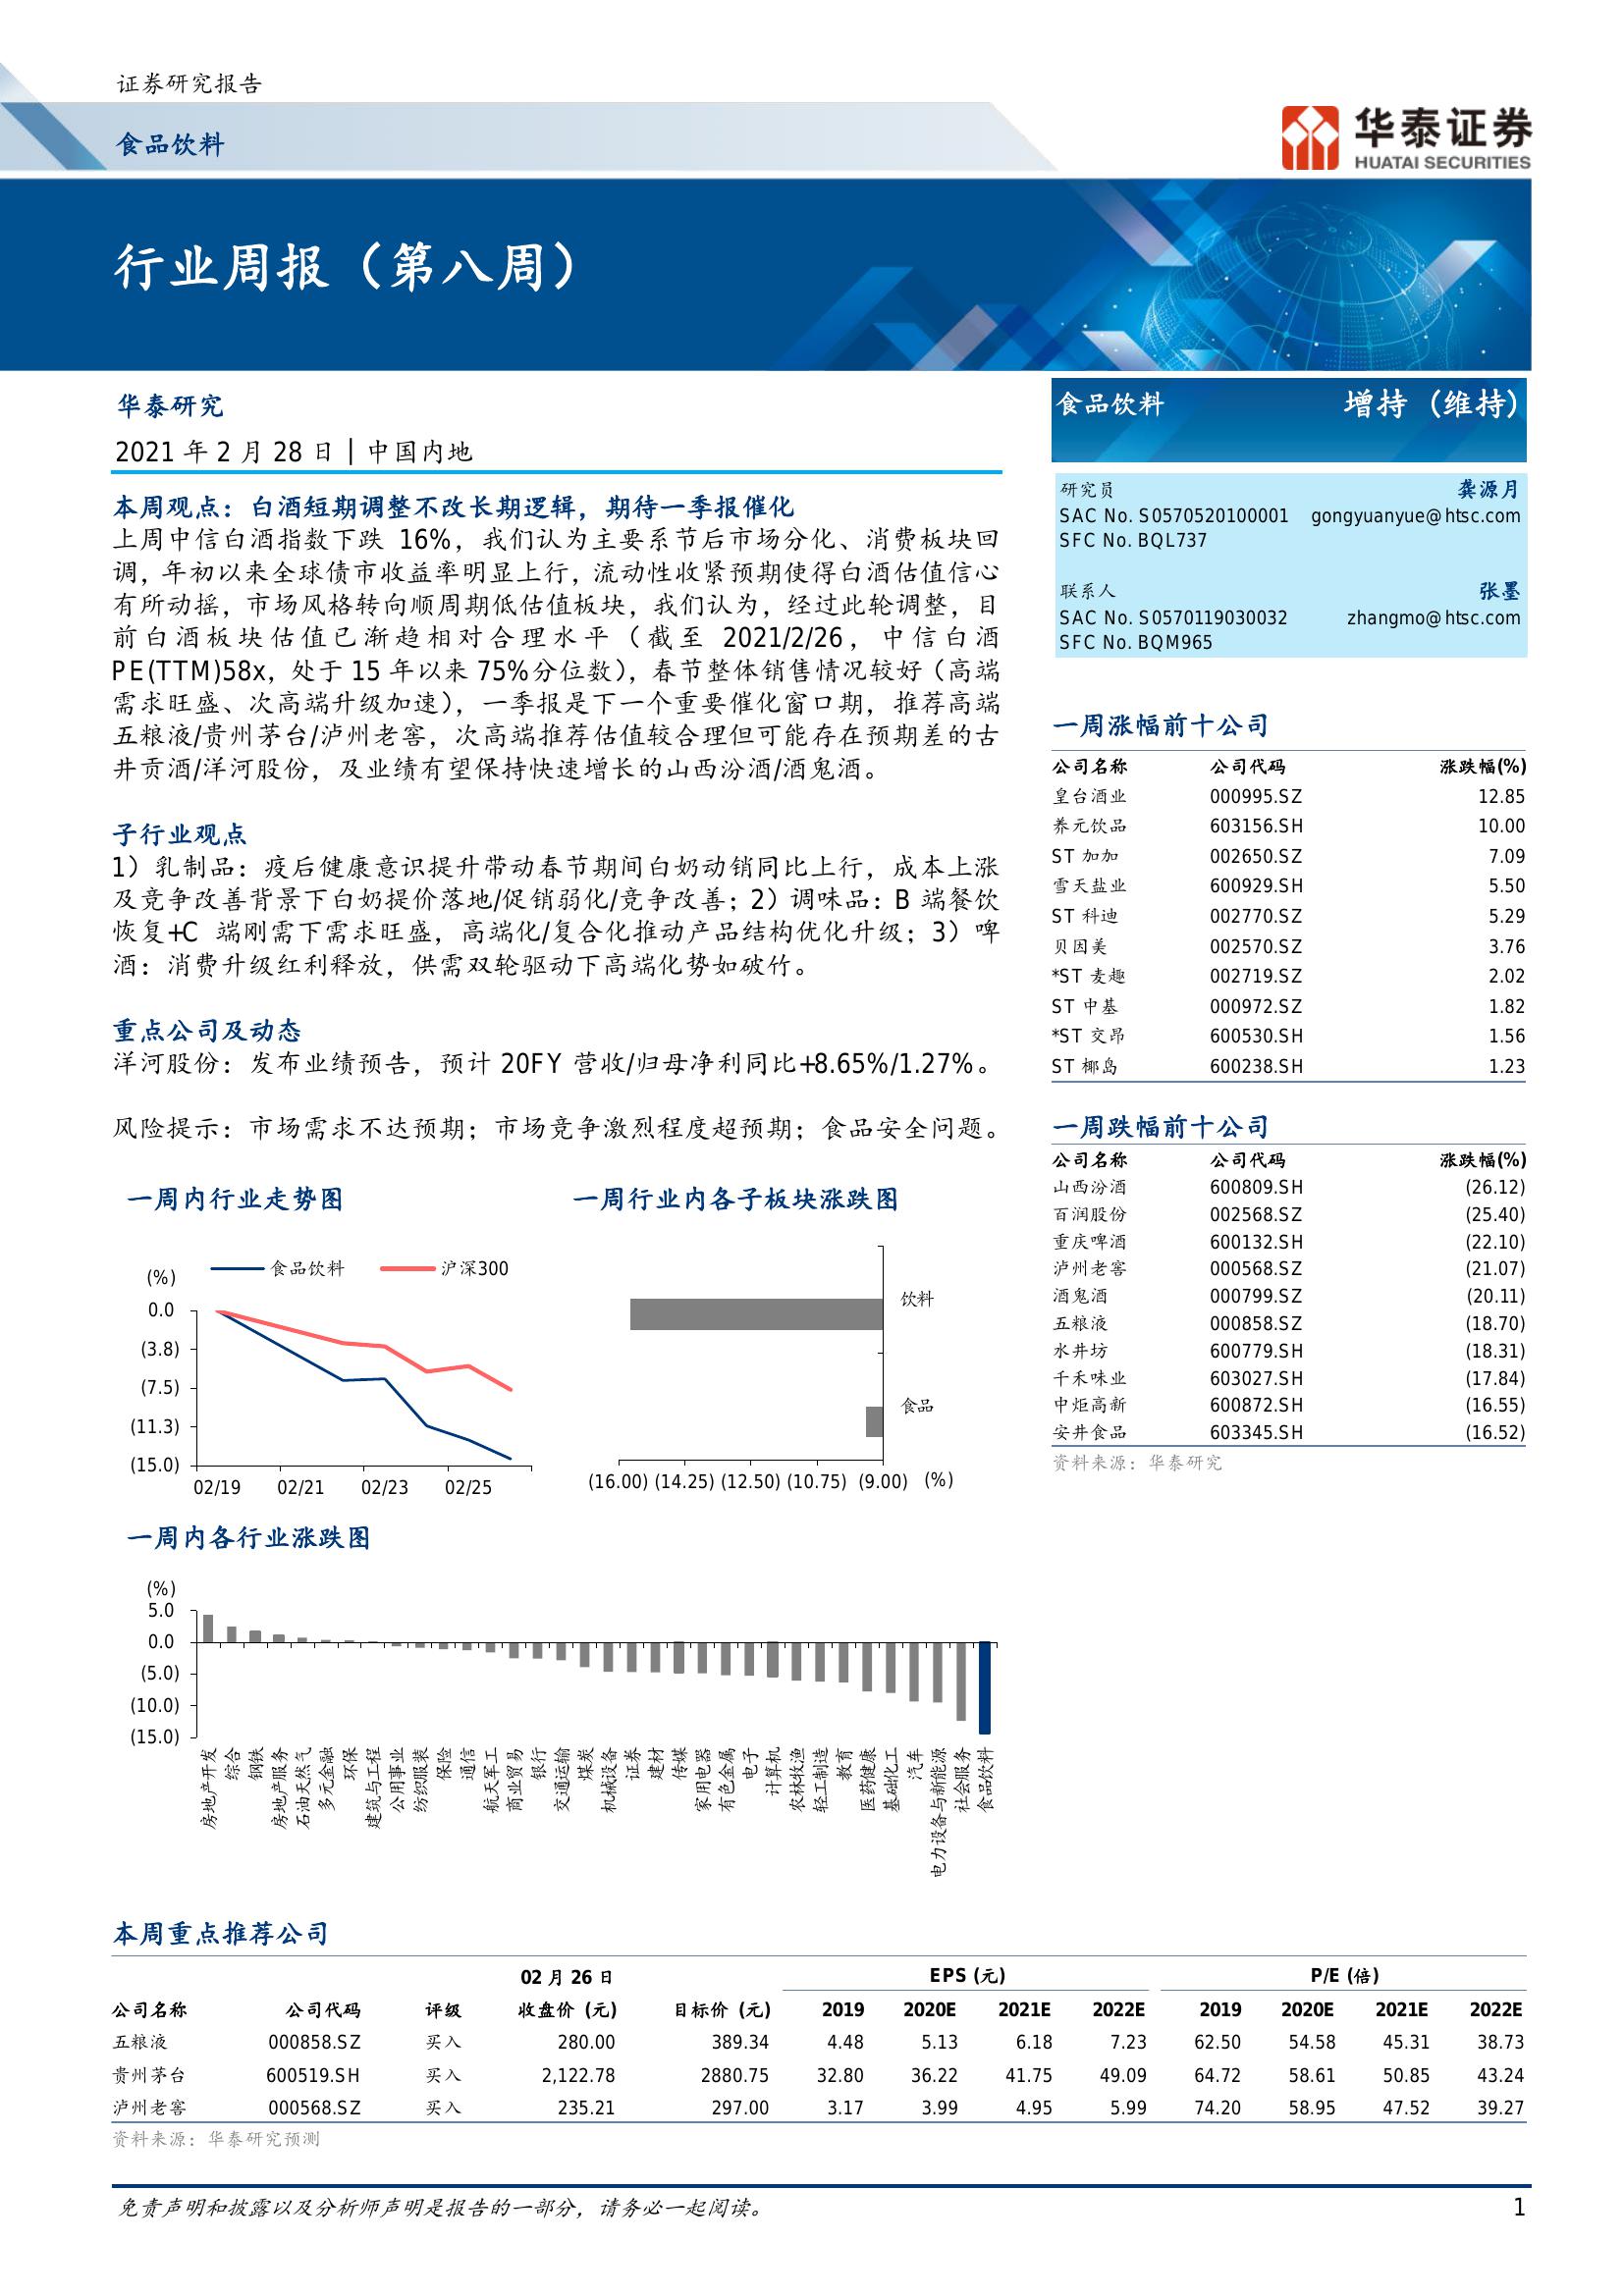 证券研究报告
食品饮料
华泰证券
HUATAI SECURITIES
行业周报（第八周）
华泰研究
2021 年 2 月 28 日 | 中国内地
本周观点：白酒短期调整不改长期逻辑，期待一季报催化
上周中信白酒指数下跌 16%，我们认为主要系节后市场分化、消费板块回
调，年初以来全球债市收益率明显上行，流动性收紧预期使得白酒估值信心
有所动摇，市场风格转向顺周期低估值板块，我们认为，经过此轮调整，目
前白酒板块估值已渐趋相对合理水平（截至 2021/2/26，中信白酒
PE(TTM)58x，处于 15 年以来 75%分位数），春节整体销售情况较好（高端
需求旺盛、次高端升级加速），一季报是下一个重要催化窗口期，推荐高端
五粮液/贵州茅台/泸州老窖，次高端推荐估值较合理但可能存在预期差的古
井贡酒/洋河股份，及业绩有望保持快速增长的山西汾酒/酒鬼酒。
子行业观点
1）乳制品：疫后健康意识提升带动春节期间白奶动销同比上行，成本上涨
及竞争改善背景下白奶提价落地/促销弱化/竞争改善；2）调味品：B 端餐饮
恢复+C 端刚需下需求旺盛，高端化/复合化推动产品结构优化升级；3）啤
酒：消费升级红利释放，供需双轮驱动下高端化势如破竹。
重点公司及动态
洋河股份：发布业绩预告，预计 20FY 营收/归母净利同比+8.65%/1.27%。
风险提示：市场需求不达预期；市场竞争激烈程度超预期；食品安全问题。
一周内行业走势图
(%)
食品饮料 沪深300
0.0
(3.8)
(7.5)
(11.3)
(15.0)
02/19 02/21 02/23 02/25
一周行业内各子板块涨跌图
饮料
食品
(16.00) (14.25) (12.50) (10.75) (9.00) (%)
一周内各行业涨跌图
(%)
5.0
0.0
(5.0)
(10.0)
(15.0)
房地产开发
综合
钢铁
房地产服务
石油天然气
多元金融
环保
建筑与工程
公用事业
纺织服装
保险
通信
航天军工
商业贸易
银行
交通运输
煤炭
机械设备
证券
建材
传媒
家用电器
有色金属
电子
计算机
农林牧渔
轻工制造
教育
医药健康
基础化工
汽车
电力设备与新能源
社会服务
食品饮料
食品饮料 增持（维持）
研究员 龚源月
SAC No. S0570520100001 gongyuanyue@htsc.com
SFC No. BQL737
联系人 张墨
SAC No. S0570119030032 zhangmo@htsc.com
SFC No. BQM965
一周涨幅前十公司
公司名称 公司代码 涨跌幅(%)
皇台酒业 000995.SZ 12.85
养元饮品 603156.SH 10.00
ST 加加 002650.SZ 7.09
雪天盐业 600929.SH 5.50
ST 科迪 002770.SZ 5.29
贝因美 002570.SZ 3.76
*ST 麦趣 002719.SZ 2.02
ST 中基 000972.SZ 1.82
*ST 交昂 600530.SH 1.56
ST 椰岛 600238.SH 1.23
一周跌幅前十公司
公司名称 公司代码 涨跌幅(%)
山西汾酒 600809.SH (26.12)
百润股份 002568.SZ (25.40)
重庆啤酒 600132.SH (22.10)
泸州老窖 000568.SZ (21.07)
酒鬼酒 000799.SZ (20.11)
五粮液 000858.SZ (18.70)
水井坊 600779.SH (18.31)
千禾味业 603027.SH (17.84)
中炬高新 600872.SH (16.55)
安井食品 603345.SH (16.52)
资料来源：华泰研究
本周重点推荐公司
02 月 26 日 EPS (元) P/E (倍)
公司名称 公司代码 评级 收盘价 (元) 目标价 (元) 2019 2020E 2021E 2022E 2019 2020E 2021E 2022E
五粮液 000858.SZ 买入 280.00 389.34 4.48 5.13 6.18 7.23 62.50 54.58 45.31 38.73
贵州茅台 600519.SH 买入 2,122.78 2880.75 32.80 36.22 41.75 49.09 64.72 58.61 50.85 43.24
泸州老窖 000568.SZ 买入 235.21 297.00 3.17 3.99 4.95 5.99 74.20 58.95 47.52 39.27
资料来源：华泰研究预测
免责声明和披露以及分析师声明是报告的一部分，请务必一起阅读。 1